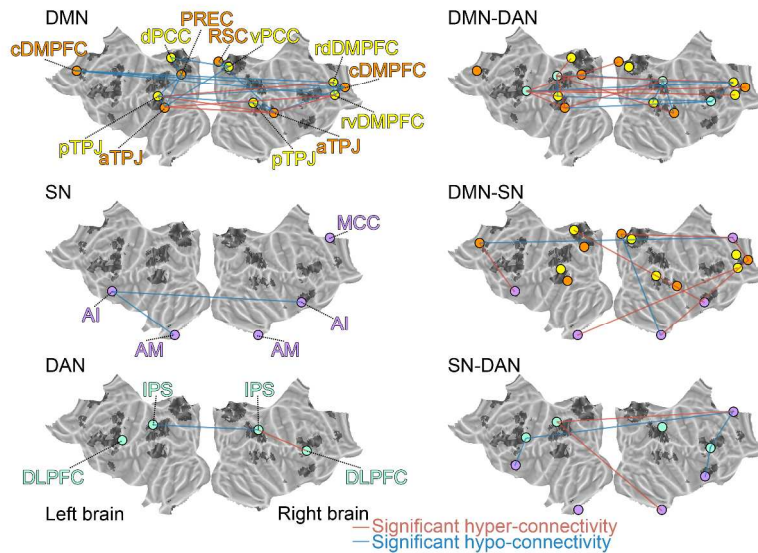 DMN
PREC
dPCC
RSC
vPCC
cDMPFC
rdDMPFC
cDMPFC
rvDMPFC
pTPJ
aTPJ
pTPJ
aTPJ
DMN-DAN
SN
MCC
AI
AM
AM
AI
DMN-SN
DAN
IPS
IPS
DLPFC
DLPFC
Left brain
Right brain
SN-DAN
Significant hyper-connectivity
Significant hypo-connectivity